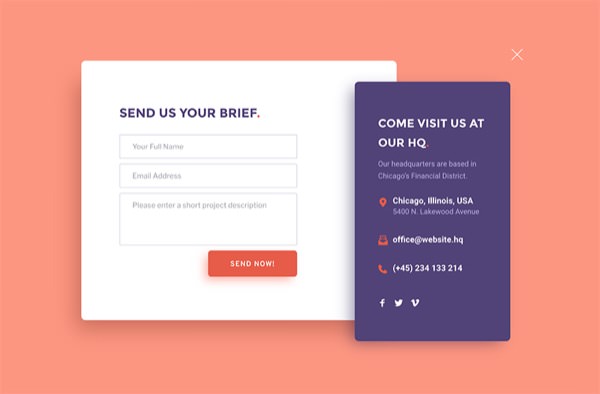 SEND US YOUR BRIEF.
Your Full Name
Email Address
Please enter a short project description
SEND NOW!
COME VISIT US AT
OUR HQ.
Our headquarters are based in
Chicago's Financial District.
Chicago, Illinois, USA
5400 N. Lakewood Avenue
office@website.hq
(+45) 234 133 214